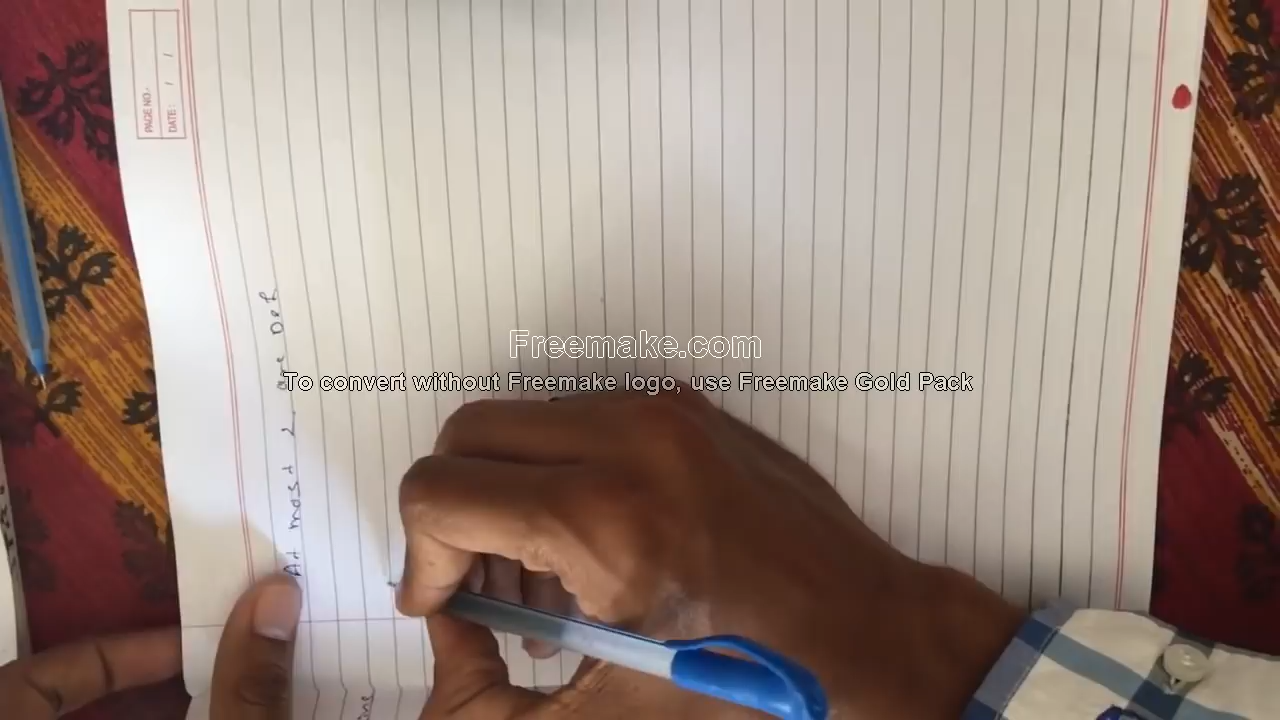 PAGE NO.:
DATE: / /
At most 2 are Def
Freemake.com
To convert without Freemake logo, use Freemake Gold Pack